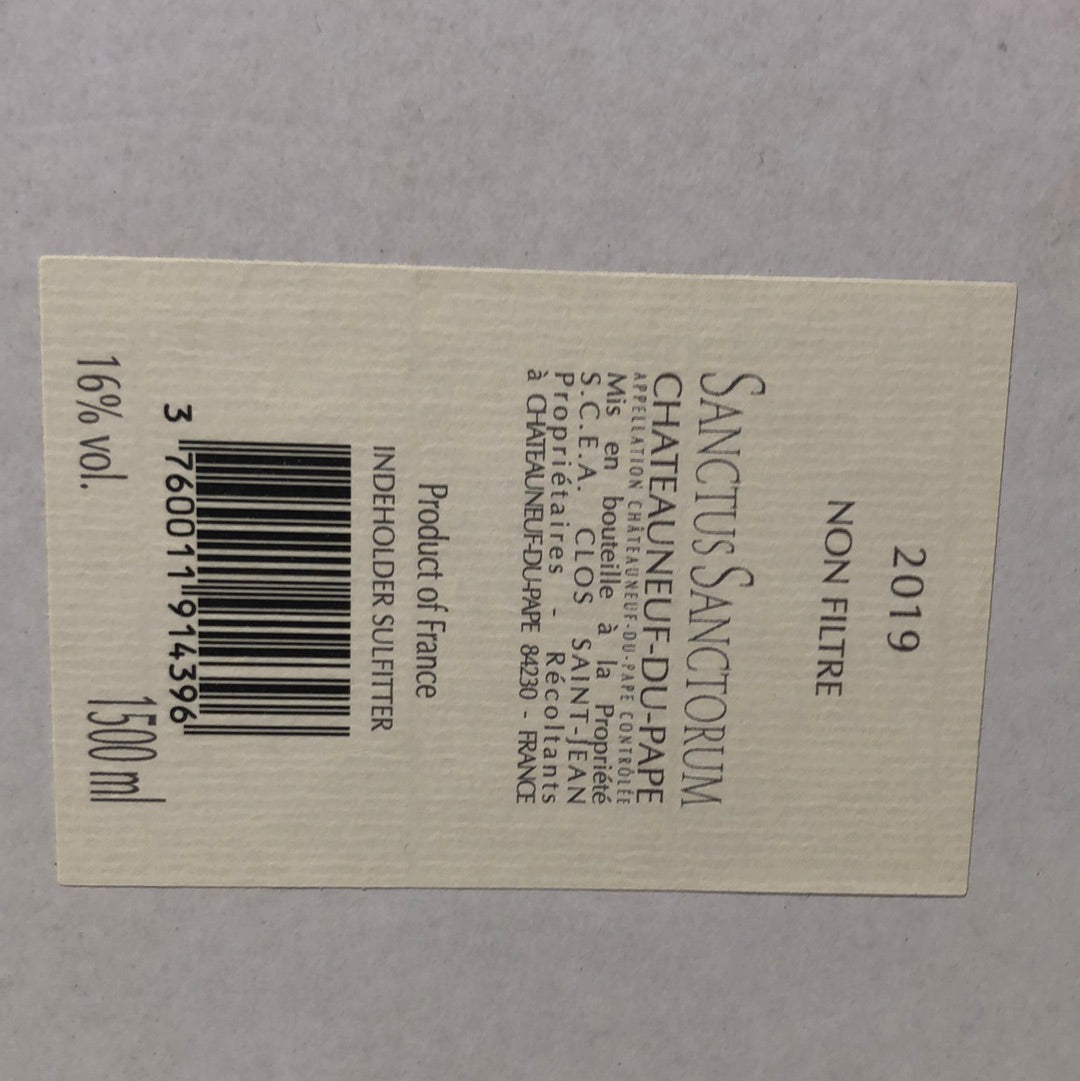 2019
NON FILTRE
SANCTUS SANCTORUM
CHATEAUNEUF-DU-PAPE
APPELLATION CHÂTEAUNEUF-DU-PAPE CONTRÔLÉE
Mis en bouteille à la Propriété
S.C.E.A. CLOS SAINT-JEAN
Propriétaires - Récoltants
à CHATEAUNEUF-DU-PAPE 84230 - FRANCE
Product of France
INDEHOLDER SULFITTER
3 760011 914396
16% vol. 1500 ml